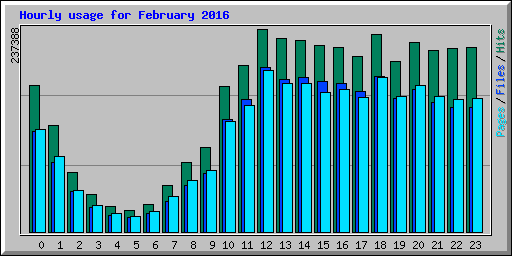 Hourly usage for February 2016
237388
Pages/Files/Hits
0 1 2 3 4 5 6 7 8 9 10 11 12 13 14 15 16 17 18 19 20 21 22 23